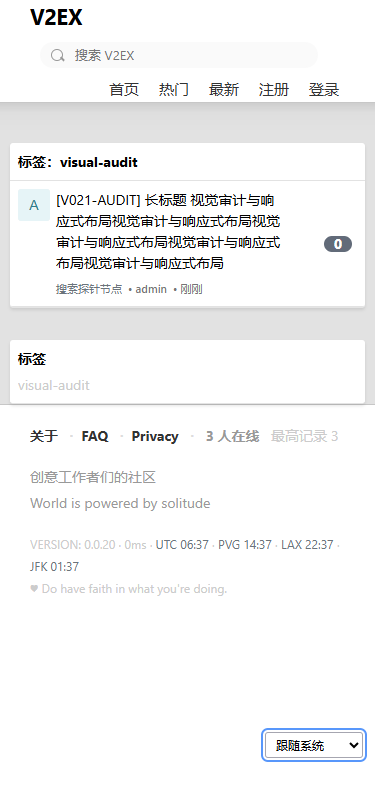 V2EX
搜索 V2EX
首页 热门 最新 注册 登录
标签：visual-audit
A
[V021-AUDIT] 长标题 视觉审计与响
应式布局视觉审计与响应式布局视觉
审计与响应式布局视觉审计与响应式
布局视觉审计与响应式布局
0
搜索探针节点 • admin • 刚刚
标签
visual-audit
关于 · FAQ · Privacy · 3 人在线 最高记录 3
创意工作者们的社区
World is powered by solitude
VERSION: 0.0.20 · 0ms · UTC 06:37 · PVG 14:37 · LAX 22:37 ·
JFK 01:37
♥ Do have faith in what you're doing.
跟随系统